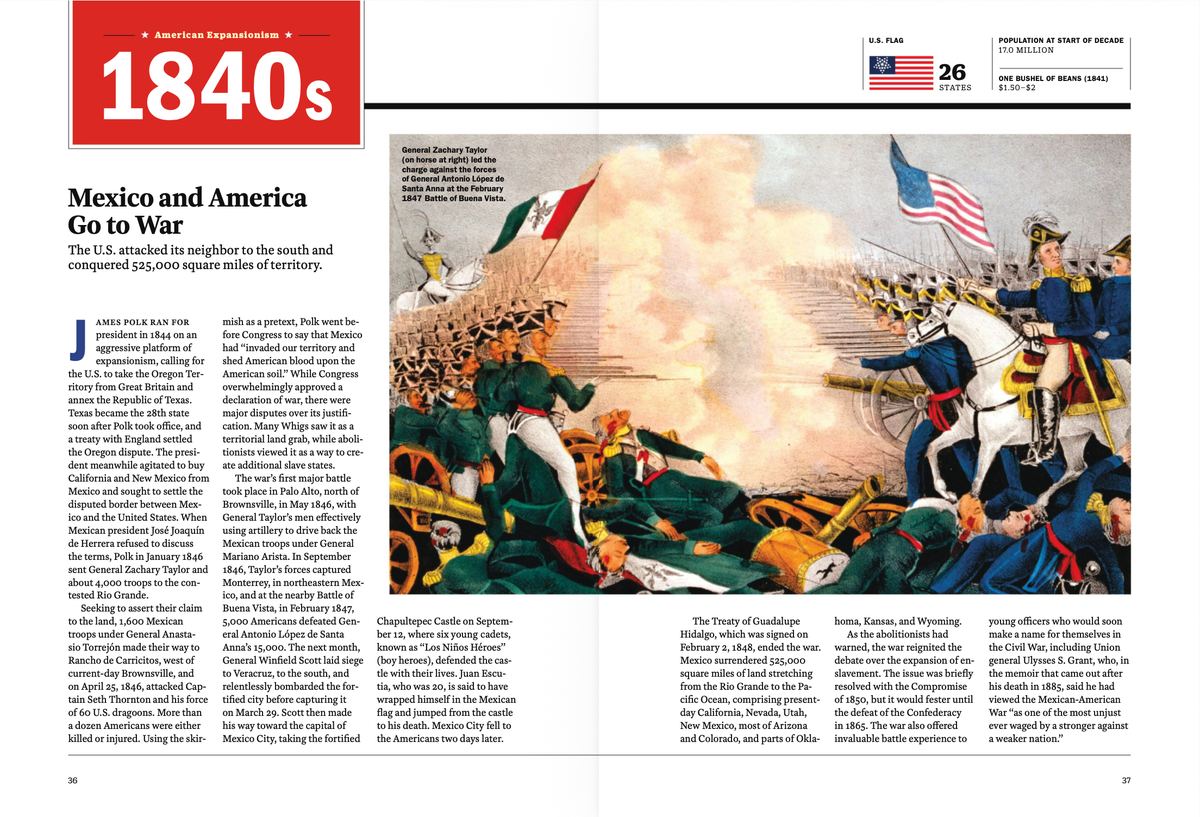 ★ American Expansionism ★
1840s
U.S. FLAG
26
STATES
POPULATION AT START OF DECADE
17.0 MILLION
ONE BUSHEL OF BEANS (1841)
$1.50–$2
Mexico and America
Go to War
The U.S. attacked its neighbor to the south and
conquered 525,000 square miles of territory.
General Zachary Taylor
(on horse at right) led the
charge against the forces
of General Antonio López de
Santa Anna at the February
1847 Battle of Buena Vista.
JAMES POLK RAN FOR
president in 1844 on an
aggressive platform of
expansionism, calling for
the U.S. to take the Oregon Ter-
ritory from Great Britain and
annex the Republic of Texas.
Texas became the 28th state
soon after Polk took office, and
a treaty with England settled
the Oregon dispute. The presi-
dent meanwhile agitated to buy
California and New Mexico from
Mexico and sought to settle the
disputed border between Mex-
ico and the United States. When
Mexican president José Joaquín
de Herrera refused to discuss
the terms, Polk in January 1846
sent General Zachary Taylor and
about 4,000 troops to the con-
tested Rio Grande.
Seeking to assert their claim
to the land, 1,600 Mexican
troops under General Anasta-
sio Torrejón made their way to
Rancho de Carricitos, west of
current-day Brownsville, and
on April 25, 1846, attacked Cap-
tain Seth Thornton and his force
of 60 U.S. dragoons. More than
a dozen Americans were either
killed or injured. Using the skir-
mish as a pretext, Polk went be-
fore Congress to say that Mexico
had “invaded our territory and
shed American blood upon the
American soil.” While Congress
overwhelmingly approved a
declaration of war, there were
major disputes over its justifi-
cation. Many Whigs saw it as a
territorial land grab, while aboli-
tionists viewed it as a way to cre-
ate additional slave states.
The war’s first major battle
took place in Palo Alto, north of
Brownsville, in May 1846, with
General Taylor’s men effectively
using artillery to drive back the
Mexican troops under General
Mariano Arista. In September
1846, Taylor’s forces captured
Monterrey, in northeastern Mex-
ico, and at the nearby Battle of
Buena Vista, in February 1847,
5,000 Americans defeated Gen-
eral Antonio López de Santa
Anna’s 15,000. The next month,
General Winfield Scott laid siege
to Veracruz, to the south, and
relentlessly bombarded the for-
tified city before capturing it
on March 29. Scott then made
his way toward the capital of
Mexico City, taking the fortified
Chapultepec Castle on Septem-
ber 12, where six young cadets,
known as “Los Niños Héroes”
(boy heroes), defended the cas-
tle with their lives. Juan Escu-
tia, who was 20, is said to have
wrapped himself in the Mexican
flag and jumped from the castle
to his death. Mexico City fell to
the Americans two days later.
The Treaty of Guadalupe
Hidalgo, which was signed on
February 2, 1848, ended the war.
Mexico surrendered 525,000
square miles of land stretching
from the Rio Grande to the Pa-
cific Ocean, comprising present-
day California, Nevada, Utah,
New Mexico, most of Arizona
and Colorado, and parts of Okla-
homa, Kansas, and Wyoming.
As the abolitionists had
warned, the war reignited the
debate over the expansion of en-
slavement. The issue was briefly
resolved with the Compromise
of 1850, but it would fester until
the defeat of the Confederacy
in 1865. The war also offered
invaluable battle experience to
young officers who would soon
make a name for themselves in
the Civil War, including Union
general Ulysses S. Grant, who, in
the memoir that came out after
his death in 1885, said he had
viewed the Mexican-American
War “as one of the most unjust
ever waged by a stronger against
a weaker nation.”
36
37